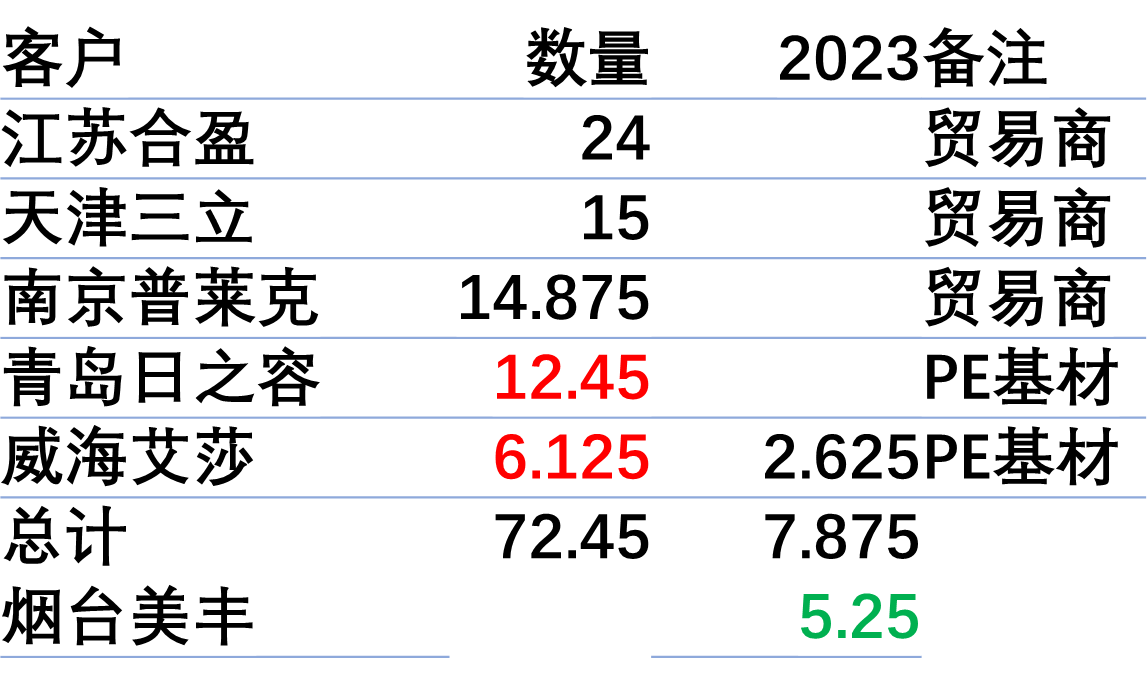 客户 数量 2023 备注
江苏合盈 24 贸易商
天津三立 15 贸易商
南京普莱克 14.875 贸易商
青岛日之容 12.45 PE基材
威海艾莎 6.125 2.625 PE基材
总计 72.45 7.875
烟台美丰 5.25